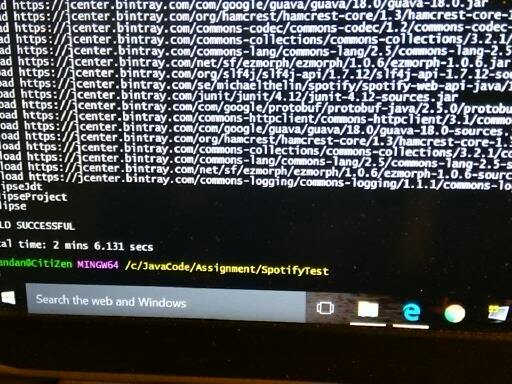 oad https://jcenter.bintray.com/com/google/guava/guava/18.0/guava-18.0.jar
oad https://jcenter.bintray.com/org/hamcrest/hamcrest-core/1.3/hamcrest-core-1
oad https://jcenter.bintray.com/commons-codec/commons-codec/1.2/commons-codec-
oad https://jcenter.bintray.com/commons-collections/commons-collections/3.2.1/
oad https://jcenter.bintray.com/commons-lang/commons-lang/2.5/commons-lang-2.5
oad https://jcenter.bintray.com/net/sf/ezmorph/ezmorph/1.0.6/ezmorph-1.0.6.jar
oad https://jcenter.bintray.com/org/slf4j/slf4j-api/1.7.12/slf4j-api-1.7.12-so
oad https://jcenter.bintray.com/se/michaelthelin/spotify/spotify-web-api-java/1
oad https://jcenter.bintray.com/junit/junit/4.12/junit-4.12-sources.jar
oad https://jcenter.bintray.com/com/google/protobuf/protobuf-java/2.5.0/protobu
oad https://jcenter.bintray.com/commons-httpclient/commons-httpclient/3.1/commo
load https://jcenter.bintray.com/com/google/guava/guava/18.0/guava-18.0-sources.
load https://jcenter.bintray.com/org/hamcrest/hamcrest-core/1.3/hamcrest-core-1.3
load https://jcenter.bintray.com/commons-collections/commons-collections/3.2.1/co
load https://jcenter.bintray.com/commons-lang/commons-lang/2.5/commons-lang-2.5-s
load https://jcenter.bintray.com/net/sf/ezmorph/ezmorph/1.0.6/ezmorph-1.0.6-sourc
load https://jcenter.bintray.com/commons-logging/commons-logging/1.1.1/commons-lo
lipseJdt
lipseProject
lipse
LD SUCCESSFUL
tal time: 2 mins 6.131 secs
andan@CitiZen MINGW64 /c/JavaCode/Assignment/SpotifyTest
Search the web and Windows